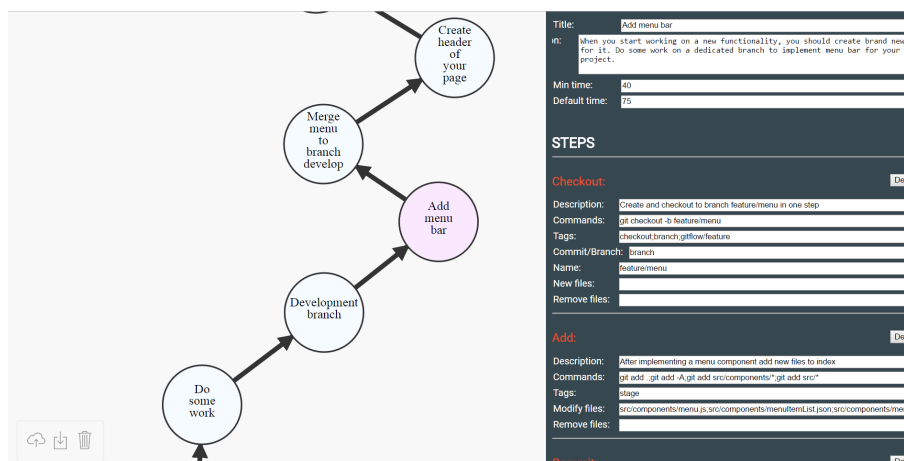 Create
header
of
your
page
Merge
menu
to
branch
develop
Add
menu
bar
Development
branch
Do
some
work
Title: Add menu bar
n: When you start working on a new functionality, you should create brand new
for it. Do some work on a dedicated branch to implement menu bar for your
project.
Min time: 40
Default time: 75
STEPS
Checkout: De
Description: Create and checkout to branch feature/menu in one step
Commands: git checkout -b feature/menu
Tags: checkout;branch;gitflow/feature
Commit/Branch: branch
Name: feature/menu
New files:
Remove files:
Add: De
Description: After implementing a menu component add new files to index
Commands: git add .;git add -A;git add src/components/*;git add src/*
Tags: stage
Modify files: src/components/menu.js;src/components/menuItemList.json;src/components/me
Remove files: